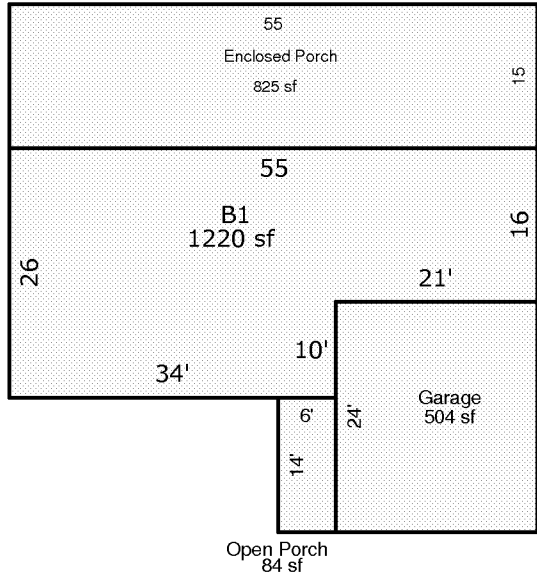 55
Enclosed Porch
825 sf
15
55
B1
1220 sf
16
26
21'
10'
34'
Garage
504 sf
6'
24'
14'
Open Porch
84 sf